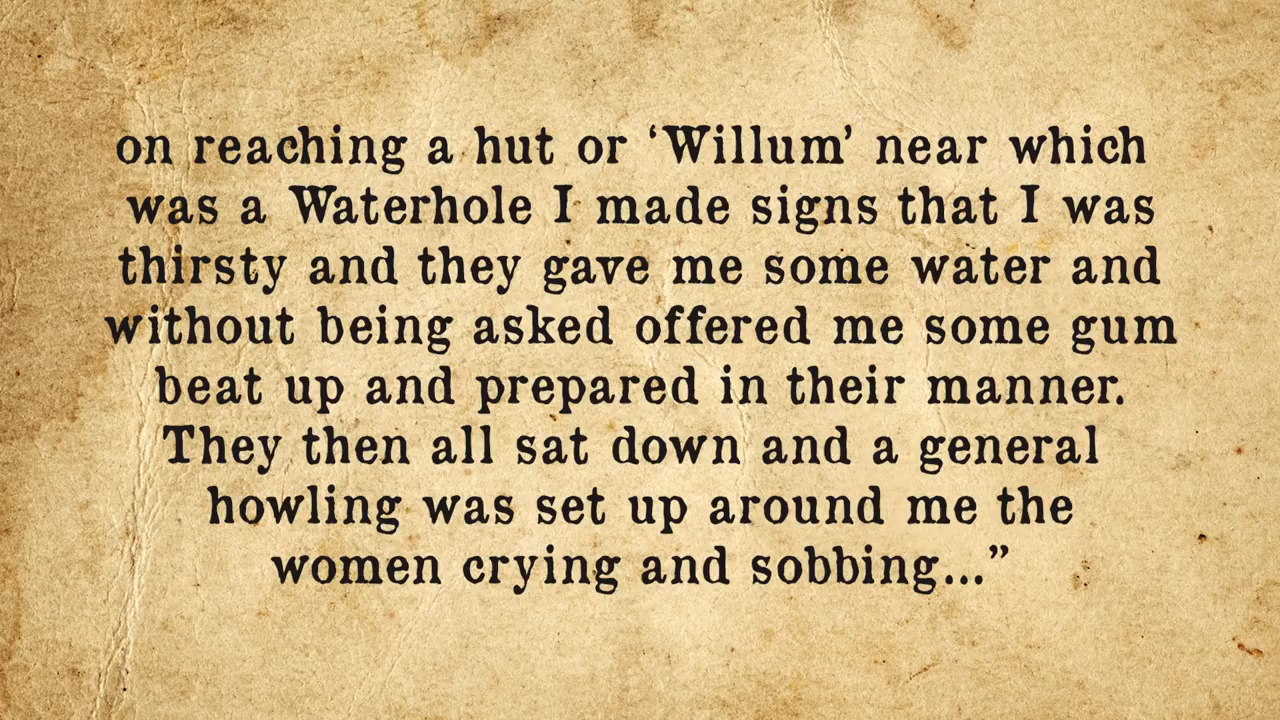 on reaching a hut or ‘Willum’ near which
was a Waterhole I made signs that I was
thirsty and they gave me some water and
without being asked offered me some gum
beat up and prepared in their manner.
They then all sat down and a general
howling was set up around me the
women crying and sobbing...”